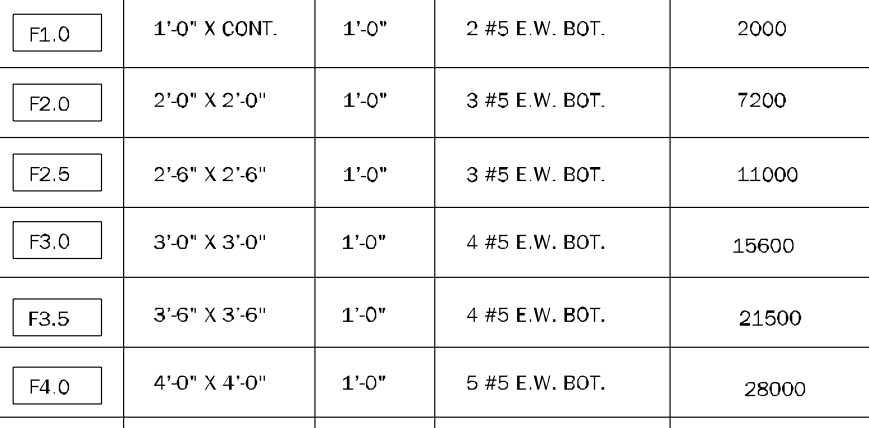 F1.0 1'-0" X CONT. 1'-0" 2 #5 E.W. BOT. 2000
F2.0 2'-0" X 2'-0" 1'-0" 3 #5 E.W. BOT. 7200
F2.5 2'-6" X 2'-6" 1'-0" 3 #5 E.W. BOT. 11000
F3.0 3'-0" X 3'-0" 1'-0" 4 #5 E.W. BOT. 15600
F3.5 3'-6" X 3'-6" 1'-0" 4 #5 E.W. BOT. 21500
F4.0 4'-0" X 4'-0" 1'-0" 5 #5 E.W. BOT. 28000